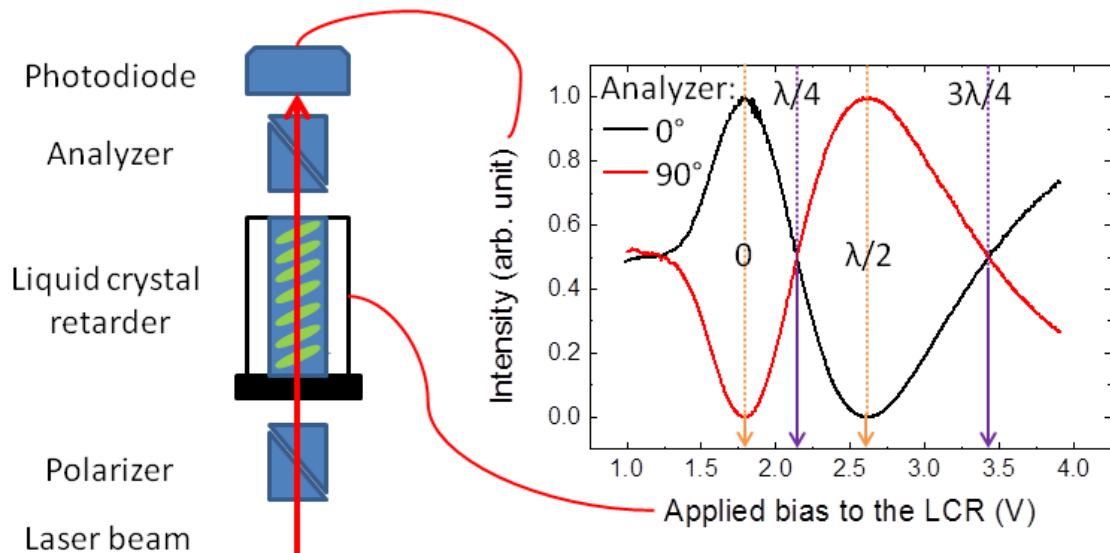 Photodiode
Analyzer
Liquid crystal
retarder
Polarizer
Laser beam
Intensity (arb. unit)
Analyzer:
0°
90°
λ/4
3λ/4
0
λ/2
1.0
0.8
0.6
0.4
0.2
0.0
1.0 1.5 2.0 2.5 3.0 3.5 4.0
Applied bias to the LCR (V)